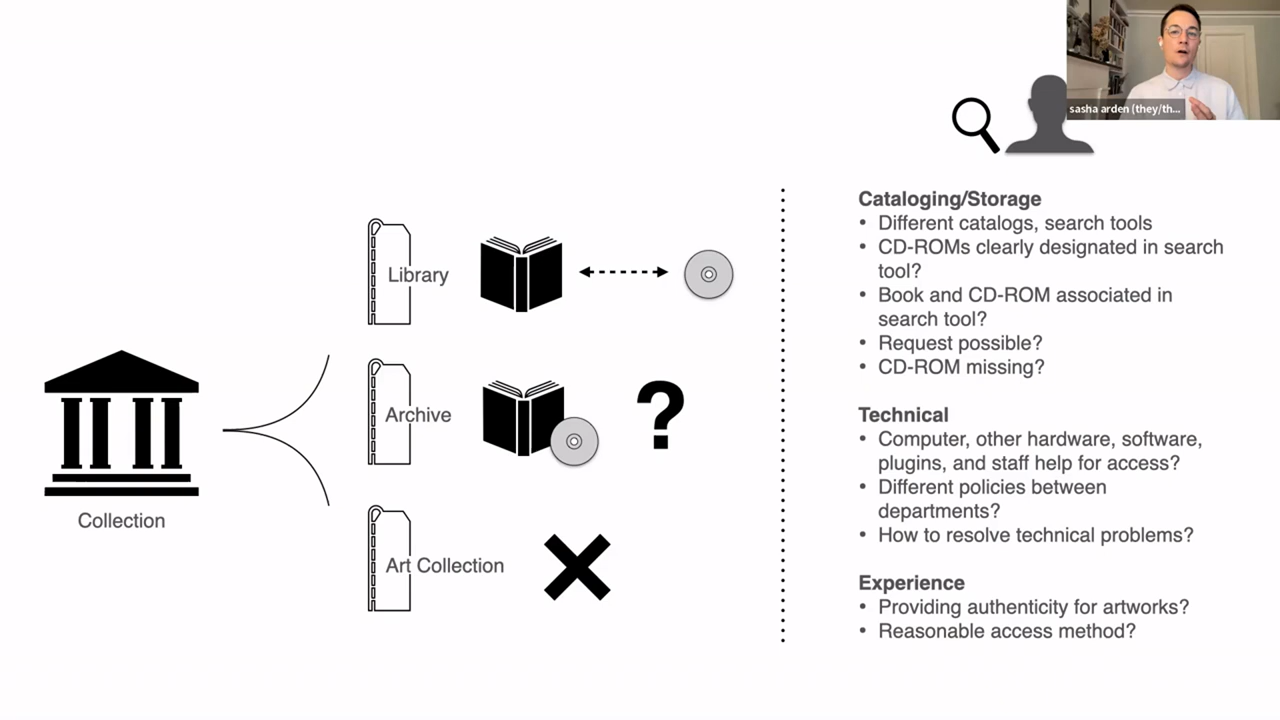 sasha arden (they/th...
Library
Archive
Collection
Art Collection
?
Cataloging/Storage
• Different catalogs, search tools
• CD-ROMs clearly designated in search
tool?
• Book and CD-ROM associated in
search tool?
• Request possible?
• CD-ROM missing?
Technical
• Computer, other hardware, software,
plugins, and staff help for access?
• Different policies between
departments?
• How to resolve technical problems?
Experience
• Providing authenticity for artworks?
• Reasonable access method?